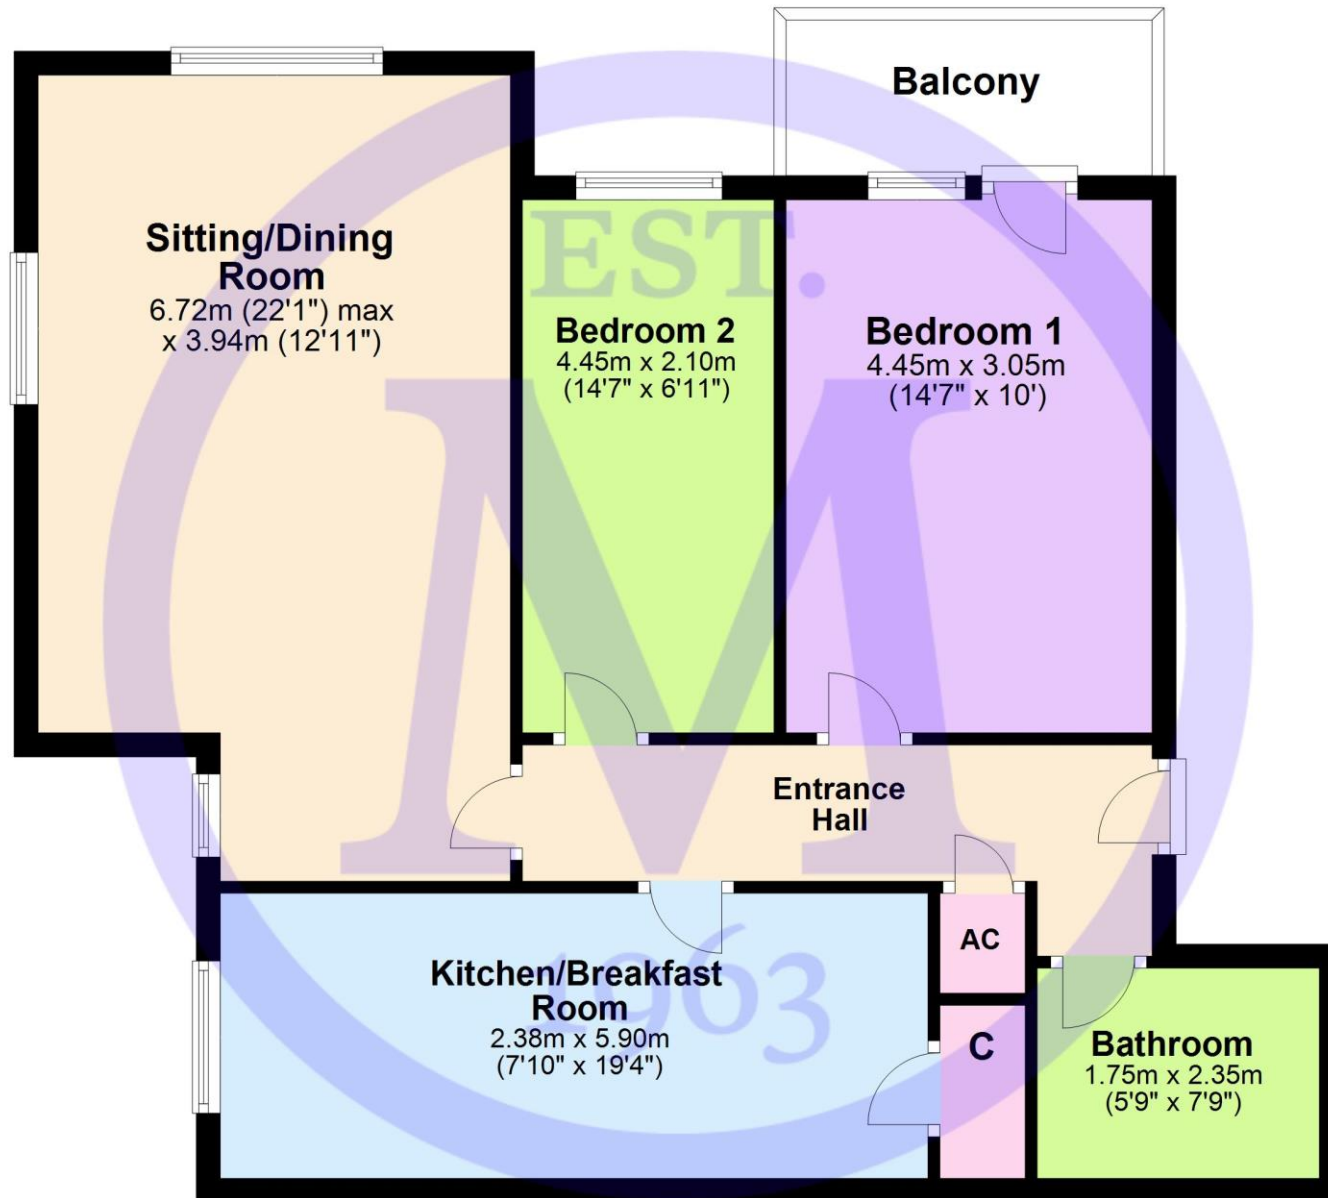 Balcony
Sitting/Dining
Room
6.72m (22'1") max
x 3.94m (12'11")
EST.
Bedroom 2
4.45m x 2.10m
(14'7" x 6'11")
Bedroom 1
4.45m x 3.05m
(14'7" x 10')
M
Entrance
Hall
AC
Kitchen/Breakfast
Room
2.38m x 5.90m
(7'10" x 19'4")
1963
C
Bathroom
1.75m x 2.35m
(5'9" x 7'9")